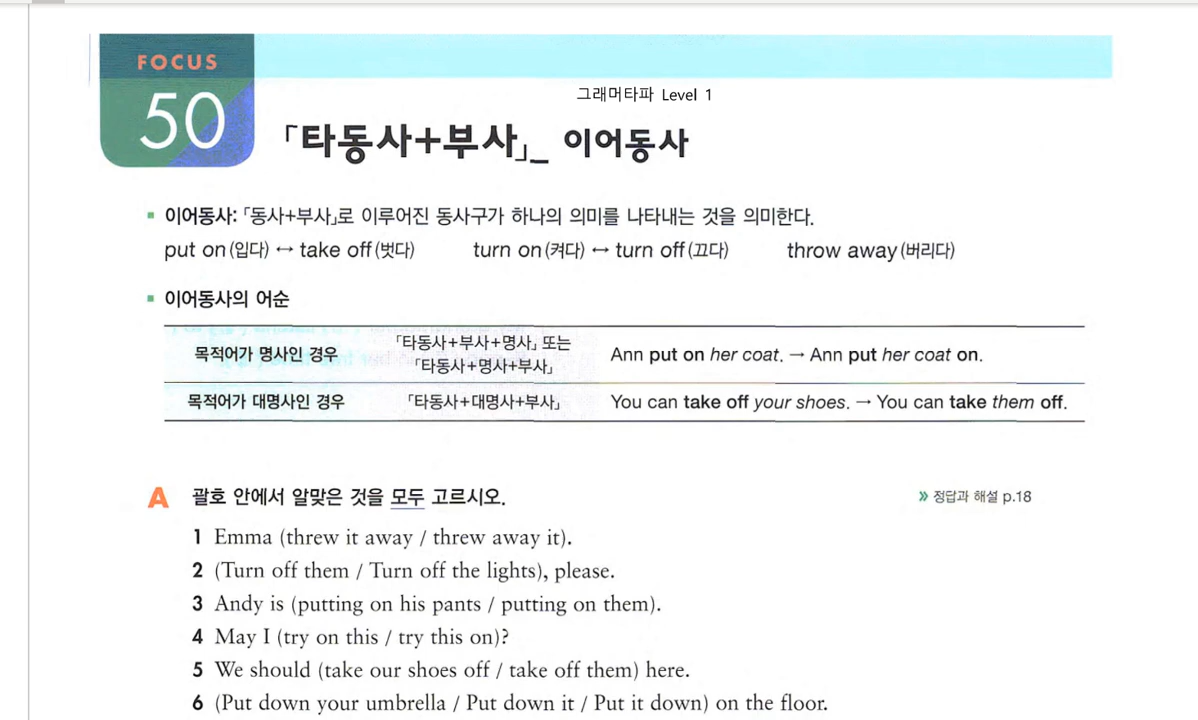 FOCUS
50
그래머타파 Level 1
「타동사+부사」_ 이어동사
▪ 이어동사: 「동사+부사」로 이루어진 동사구가 하나의 의미를 나타내는 것을 의미한다.
put on(입다) ↔ take off(벗다) turn on(켜다) ↔ turn off(끄다) throw away(버리다)
▪ 이어동사의 어순
목적어가 명사인 경우 「타동사+부사+명사」 또는 「타동사+명사+부사」 Ann put on her coat. → Ann put her coat on.
목적어가 대명사인 경우 「타동사+대명사+부사」 You can take off your shoes. → You can take them off.
A 괄호 안에서 알맞은 것을 모두 고르시오. » 정답과 해설 p.18
1 Emma (threw it away / threw away it).
2 (Turn off them / Turn off the lights), please.
3 Andy is (putting on his pants / putting on them).
4 May I (try on this / try this on)?
5 We should (take our shoes off / take off them) here.
6 (Put down your umbrella / Put down it / Put it down) on the floor.